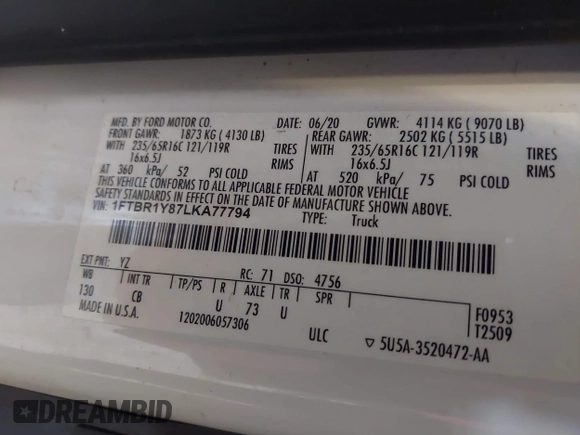 MFD. BY FORD MOTOR CO.
DATE: 06/20 GVWR: 4114 KG ( 9070 LB)
FRONT GAWR: 1873 KG ( 4130 LB)
REAR GAWR: 2502 KG ( 5515 LB)
WITH 235/65R16C 121/119R TIRES
WITH 235/65R16C 121/119R TIRES
16x6.5J RIMS
16x6.5J RIMS
AT 360 kPa/ 52 PSI COLD
AT 520 kPa/ 75 PSI COLD
THIS VEHICLE CONFORMS TO ALL APPLICABLE FEDERAL MOTOR VEHICLE
SAFETY STANDARDS IN EFFECT ON THE DATE OF MANUFACTURE SHOWN ABOVE.
VIN: 1FTBR1Y87LKA77794
TYPE: Truck
EXT PNT: YZ RC: 71 DSO: 4756
WB INT TR TP/PS R AXLE TR SPR
130 CB U 73 U
F0953
T2509
MADE IN U.S.A.
1202006057306
ULC
▽ 5U5A-3520472-AA
DREAMBID